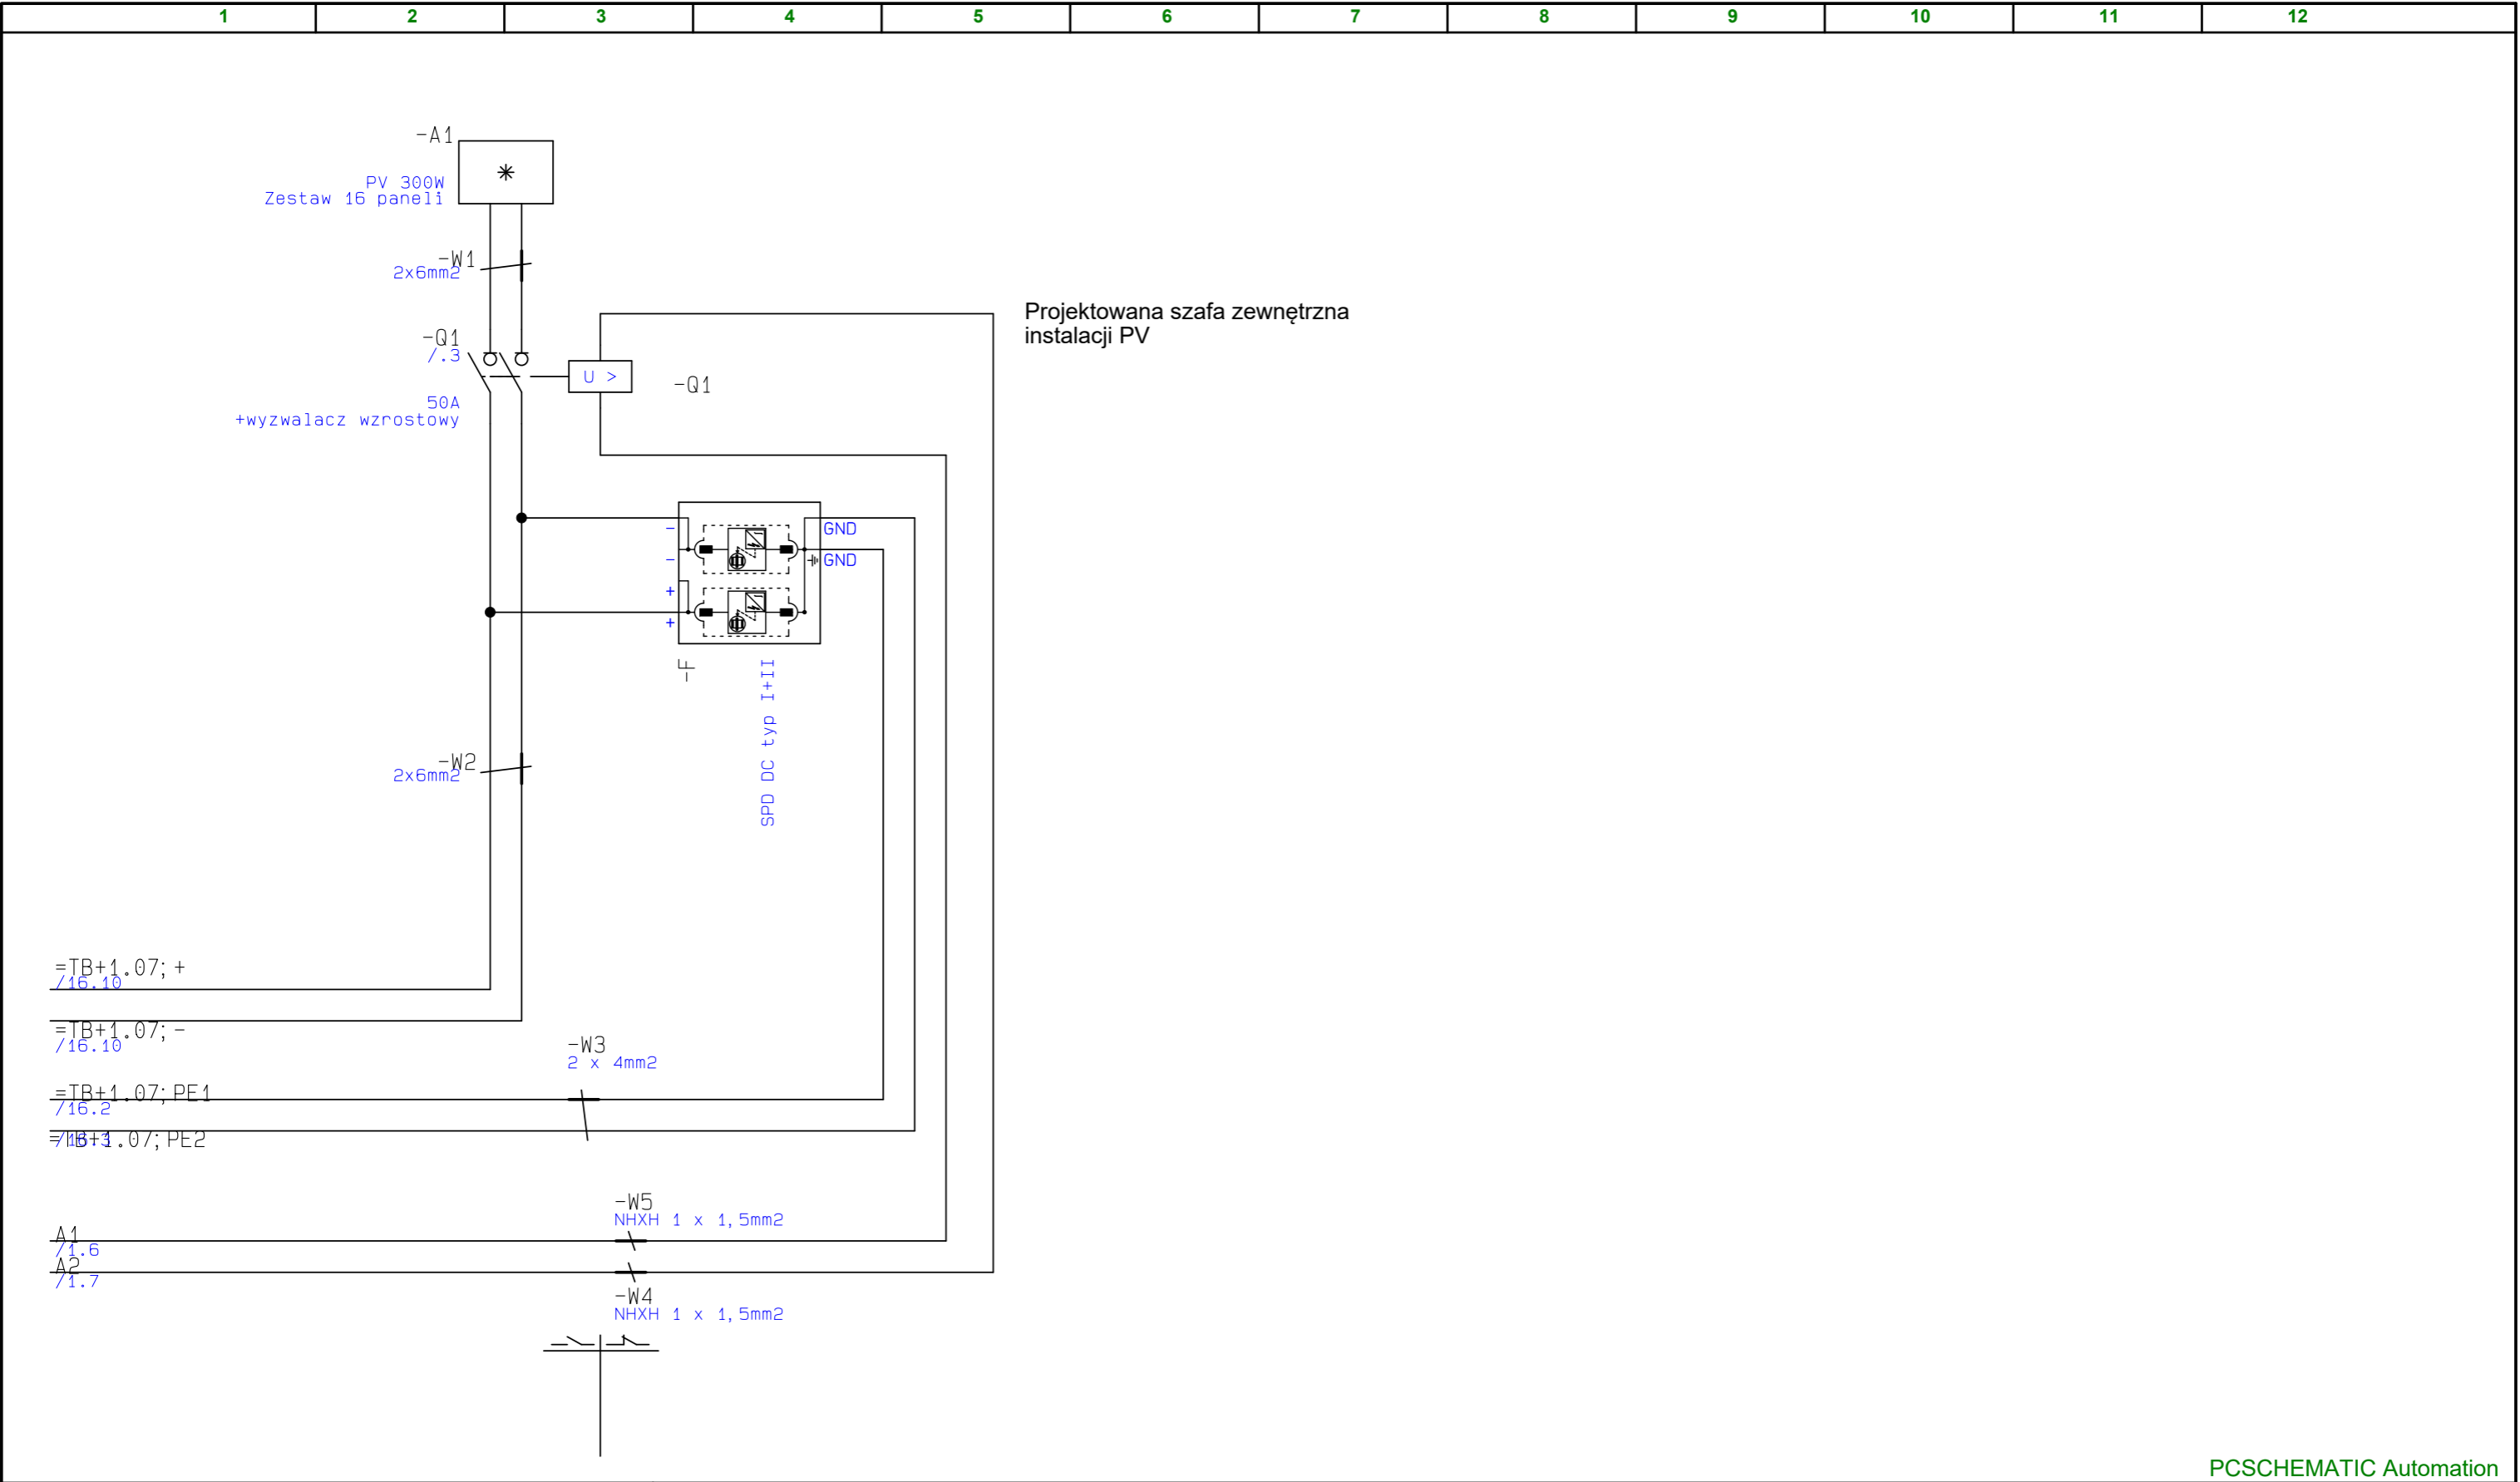 1 2 3 4 5 6 7 8 9 10 11 12
-A1
PV 300W
Zestaw 16 paneli
-W1
2x6mm2
Projektowana szafa zewnętrzna
instalacji PV
-Q1
/.3
U >
-Q1
50A
+wyzwalacz wzrostowy
- GND
- GND
+
+
-F
SPD DC typ I+II
-W2
2x6mm2
=TB+1.07;+
/16.10
=TB+1.07;-
/16.10
-W3
2 x 4mm2
=TB+1.07;PE1
/16.2
=TB+1.07;PE2
/16.3
-W5
NHXH 1 x 1,5mm2
A1
/1.6
A2
/1.7
-W4
NHXH 1 x 1,5mm2
PCSCHEMATIC Automation